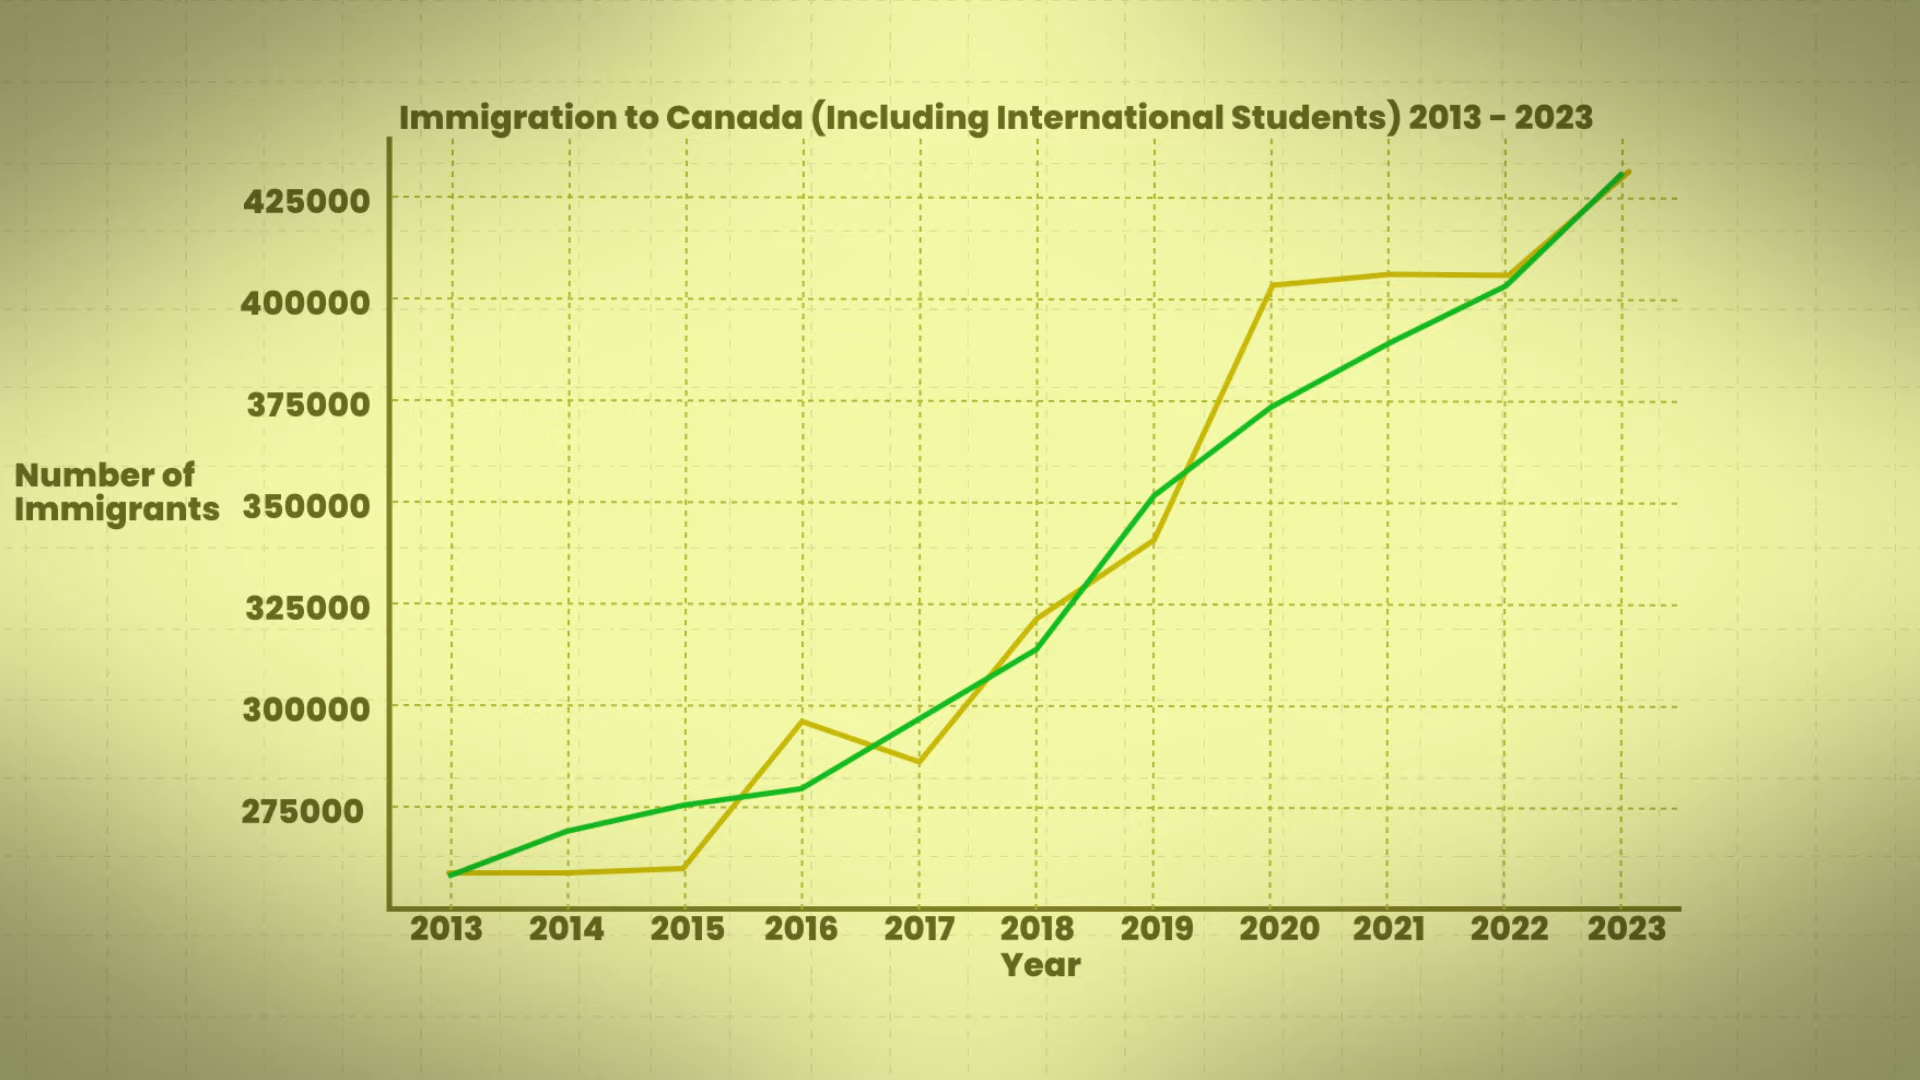 Immigration to Canada (Including International Students) 2013 - 2023
425000
400000
375000
Number of
Immigrants
350000
325000
300000
275000
2013 2014 2015 2016 2017 2018 2019 2020 2021 2022 2023
Year